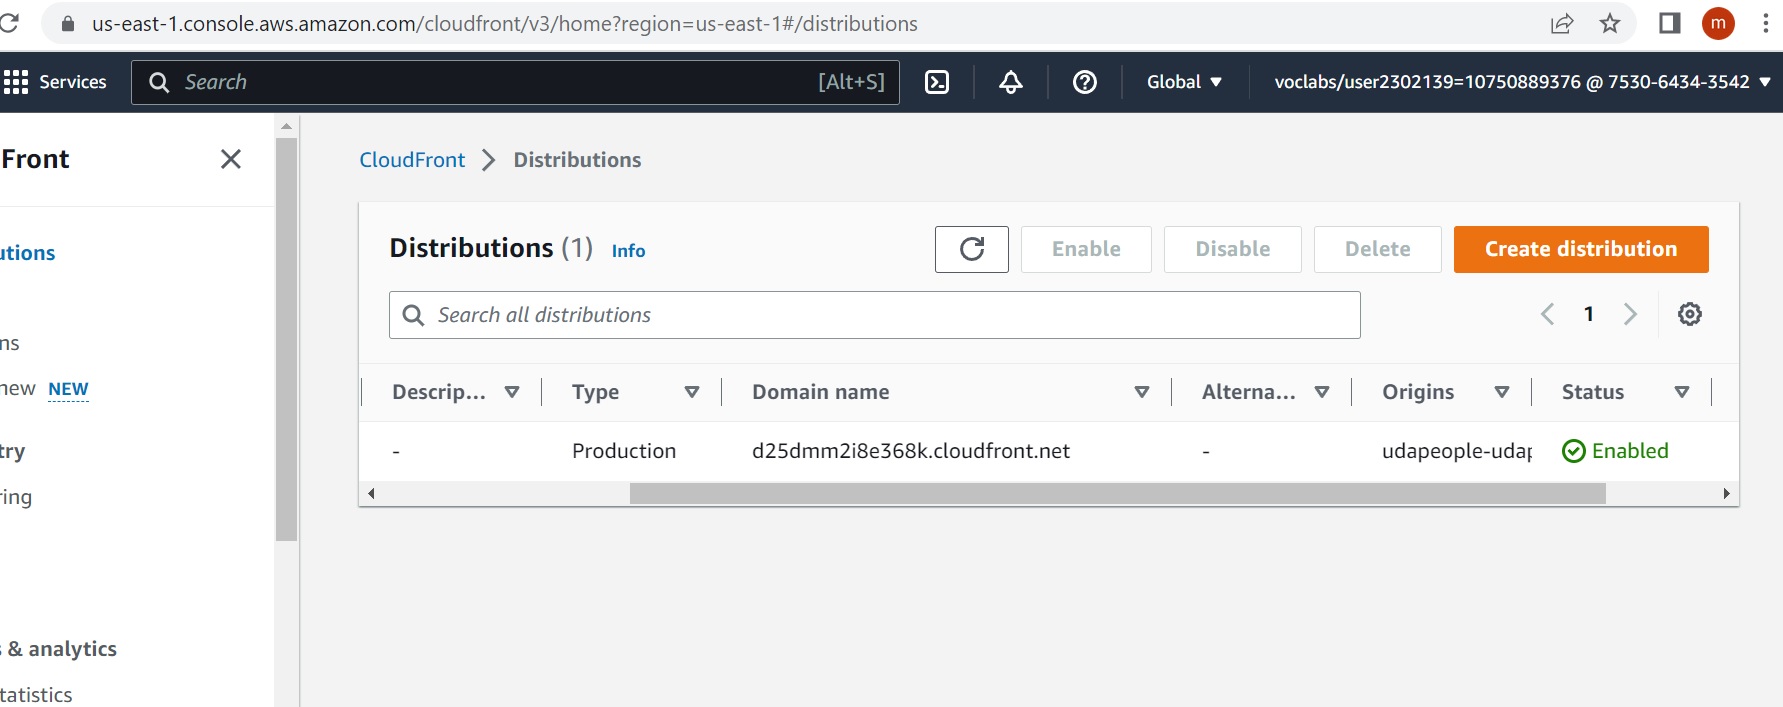 us-east-1.console.aws.amazon.com/cloudfront/v3/home?region=us-east-1#/distributions
m
Services
Search
[Alt+S]
Global
voclabs/user2302139=10750889376 @ 7530-6434-3542
Front
CloudFront
Distributions
utions
Distributions (1) Info
Enable
Disable
Delete
Create distribution
Search all distributions
1
ns
new NEW
Descrip...
Type
Domain name
Alterna...
Origins
Status
try
-
Production
d25dmm2i8e368k.cloudfront.net
-
udapeople-udap
Enabled
ring
& analytics
tatistics